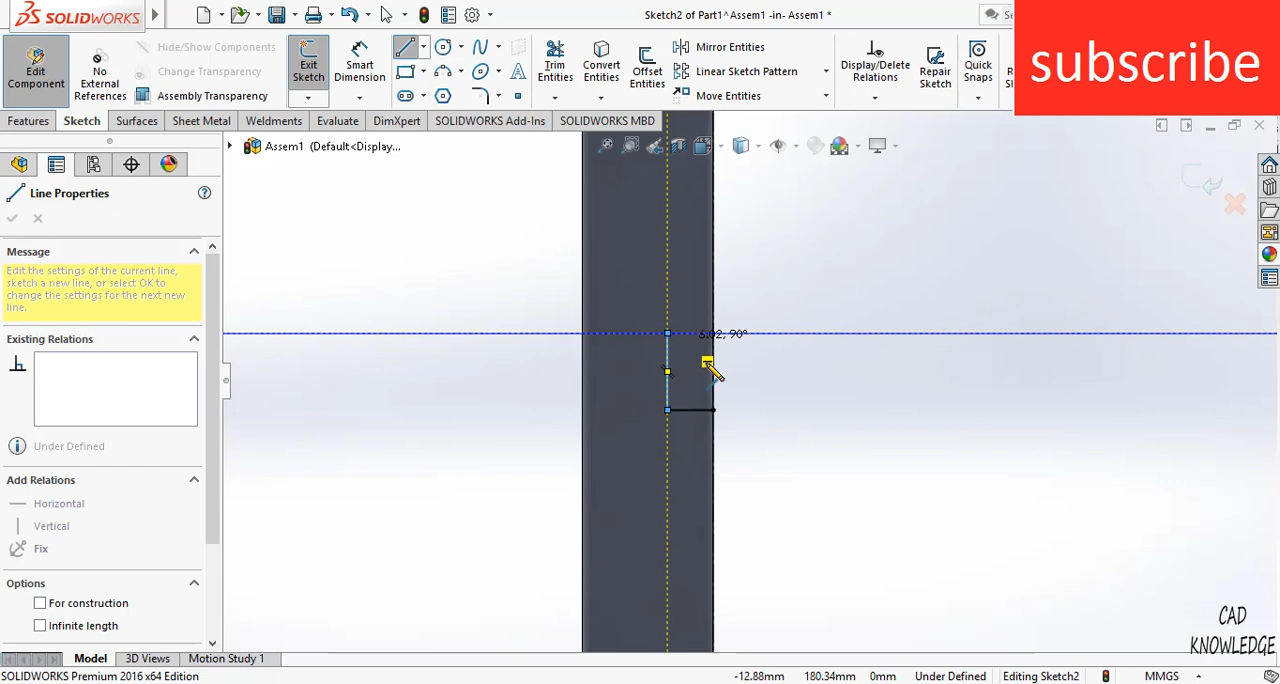 SOLIDWORKS
Sketch2 of Part1^Assem1 -in- Assem1 *
subscribe
Edit Component
No External References
Hide/Show Components
Change Transparency
Assembly Transparency
Exit Sketch
Smart Dimension
Trim Entities
Convert Entities
Offset Entities
Mirror Entities
Linear Sketch Pattern
Move Entities
Display/Delete Relations
Repair Sketch
Quick Snaps
Features
Sketch
Surfaces
Sheet Metal
Weldments
Evaluate
DimXpert
SOLIDWORKS Add-Ins
SOLIDWORKS MBD
Assem1 (Default<Display...
Line Properties
Message
Edit the settings of the current line,
sketch a new line, or select OK to
change the settings for the next new
line.
Existing Relations
Under Defined
Add Relations
Horizontal
Vertical
Fix
Options
For construction
Infinite length
6.02, 90°
CAD
KNOWLEDGE
Model
3D Views
Motion Study 1
SOLIDWORKS Premium 2016 x64 Edition
-12.88mm
180.34mm
0mm
Under Defined
Editing Sketch2
MMGS